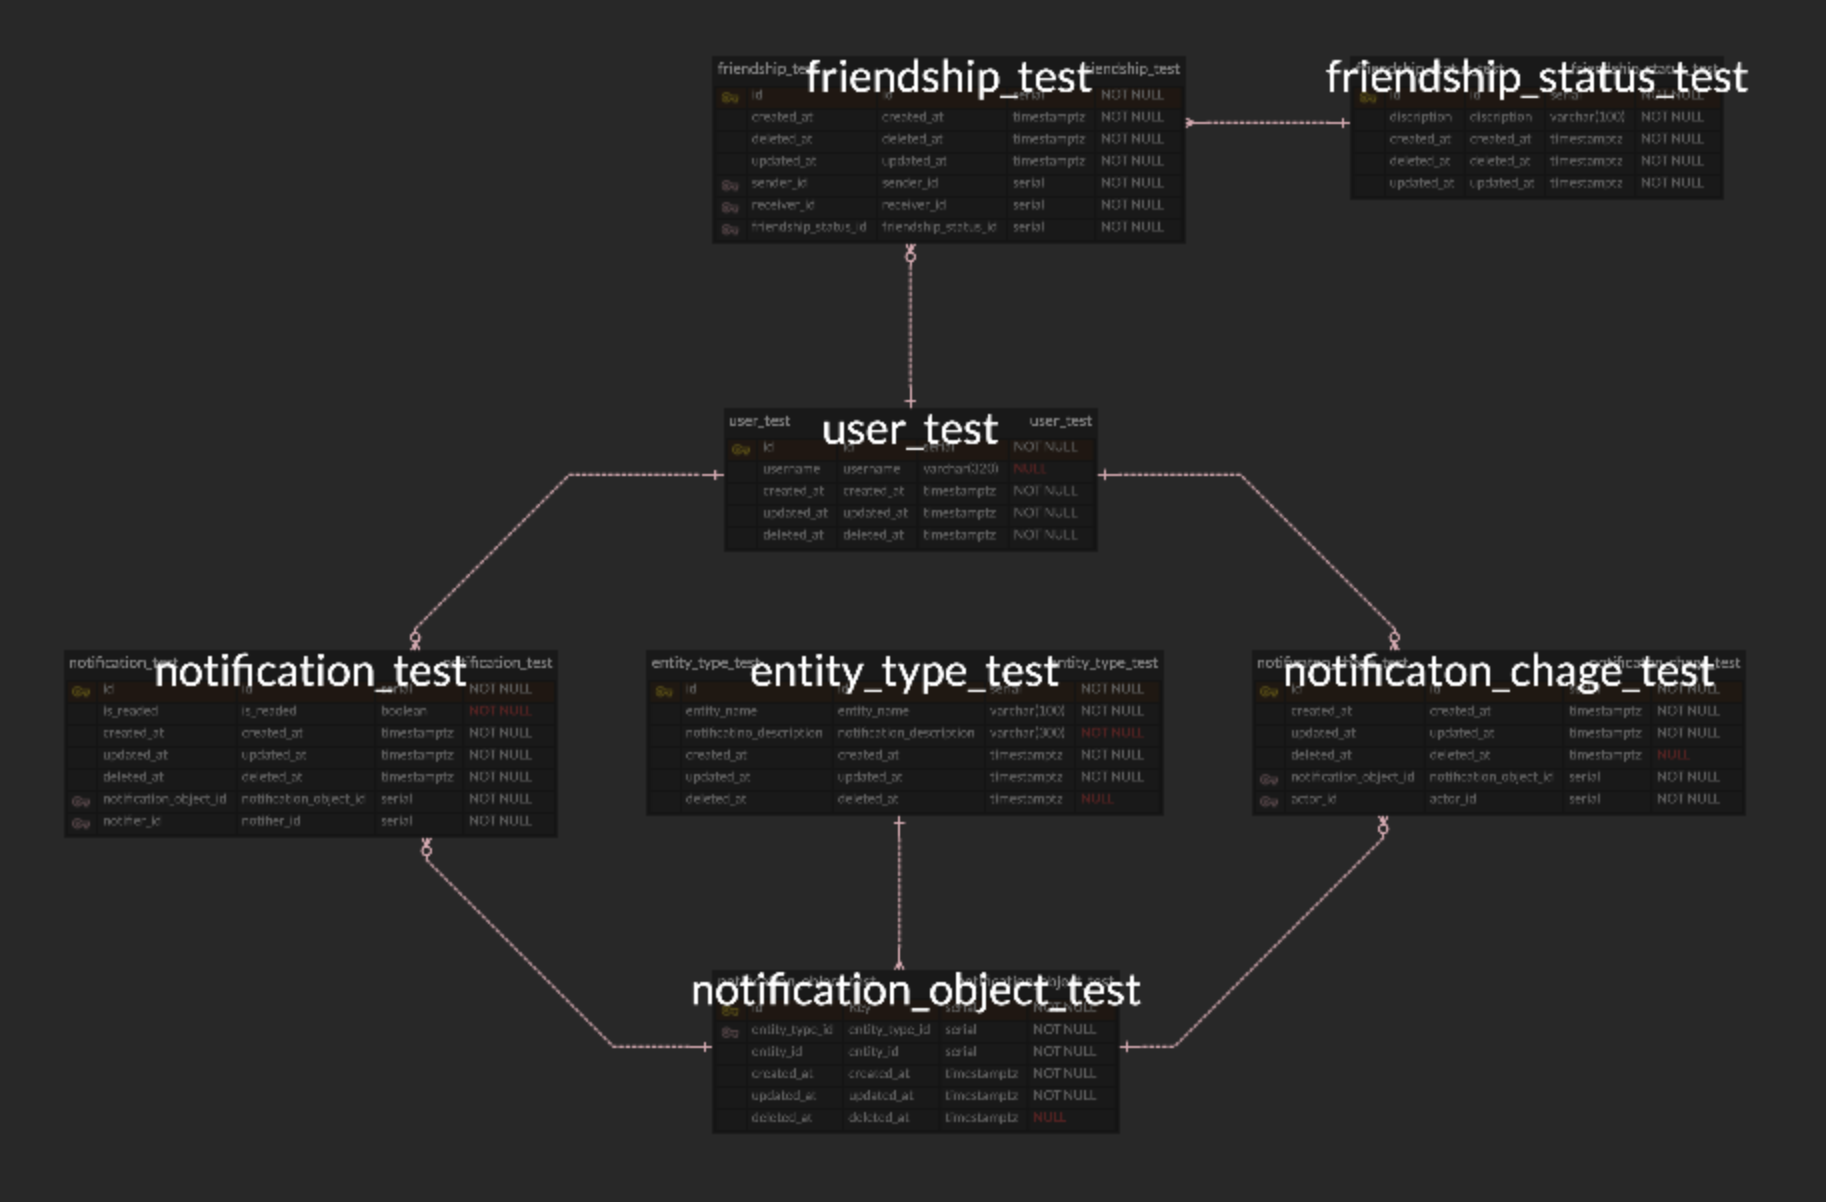 friendship_test
id id serial NOT NULL
created_at created_at timestamptz NOT NULL
deleted_at deleted_at timestamptz NOT NULL
updated_at updated_at timestamptz NOT NULL
sender_id sender_id serial NOT NULL
receiver_id receiver_id serial NOT NULL
friendship_status_id friendship_status_id serial NOT NULL
friendship_status_test
id id serial NOT NULL
discription discription varchar(100) NOT NULL
created_at created_at timestamptz NOT NULL
deleted_at deleted_at timestamptz NOT NULL
updated_at updated_at timestamptz NOT NULL
user_test user_test user_test
id id serial NOT NULL
username username varchar(320) NULL
created_at created_at timestamptz NOT NULL
updated_at updated_at timestamptz NOT NULL
deleted_at deleted_at timestamptz NOT NULL
notification_test
id id serial NOT NULL
is_readed is_readed boolean NOT NULL
created_at created_at timestamptz NOT NULL
updated_at updated_at timestamptz NOT NULL
deleted_at deleted_at timestamptz NOT NULL
notification_object_id notification_object_id serial NOT NULL
notifier_id notifier_id serial NOT NULL
entity_type_test entity_type_test entity_type_test
id id serial NOT NULL
entity_name entity_name varchar(100) NOT NULL
notificatino_description notification_description varchar(300) NOT NULL
created_at created_at timestamptz NOT NULL
updated_at updated_at timestamptz NOT NULL
deleted_at deleted_at timestamptz NULL
notificaton_chage_test
id id serial NOT NULL
created_at created_at timestamptz NOT NULL
updated_at updated_at timestamptz NOT NULL
deleted_at deleted_at timestamptz NULL
notification_object_id notification_object_id serial NOT NULL
actor_id actor_id serial NOT NULL
notification_object_test
id Key serial NOT NULL
entity_type_id entity_type_id serial NOT NULL
entity_id entity_id serial NOT NULL
created_at created_at timestamptz NOT NULL
updated_at updated_at timestamptz NOT NULL
deleted_at deleted_at timestamptz NULL